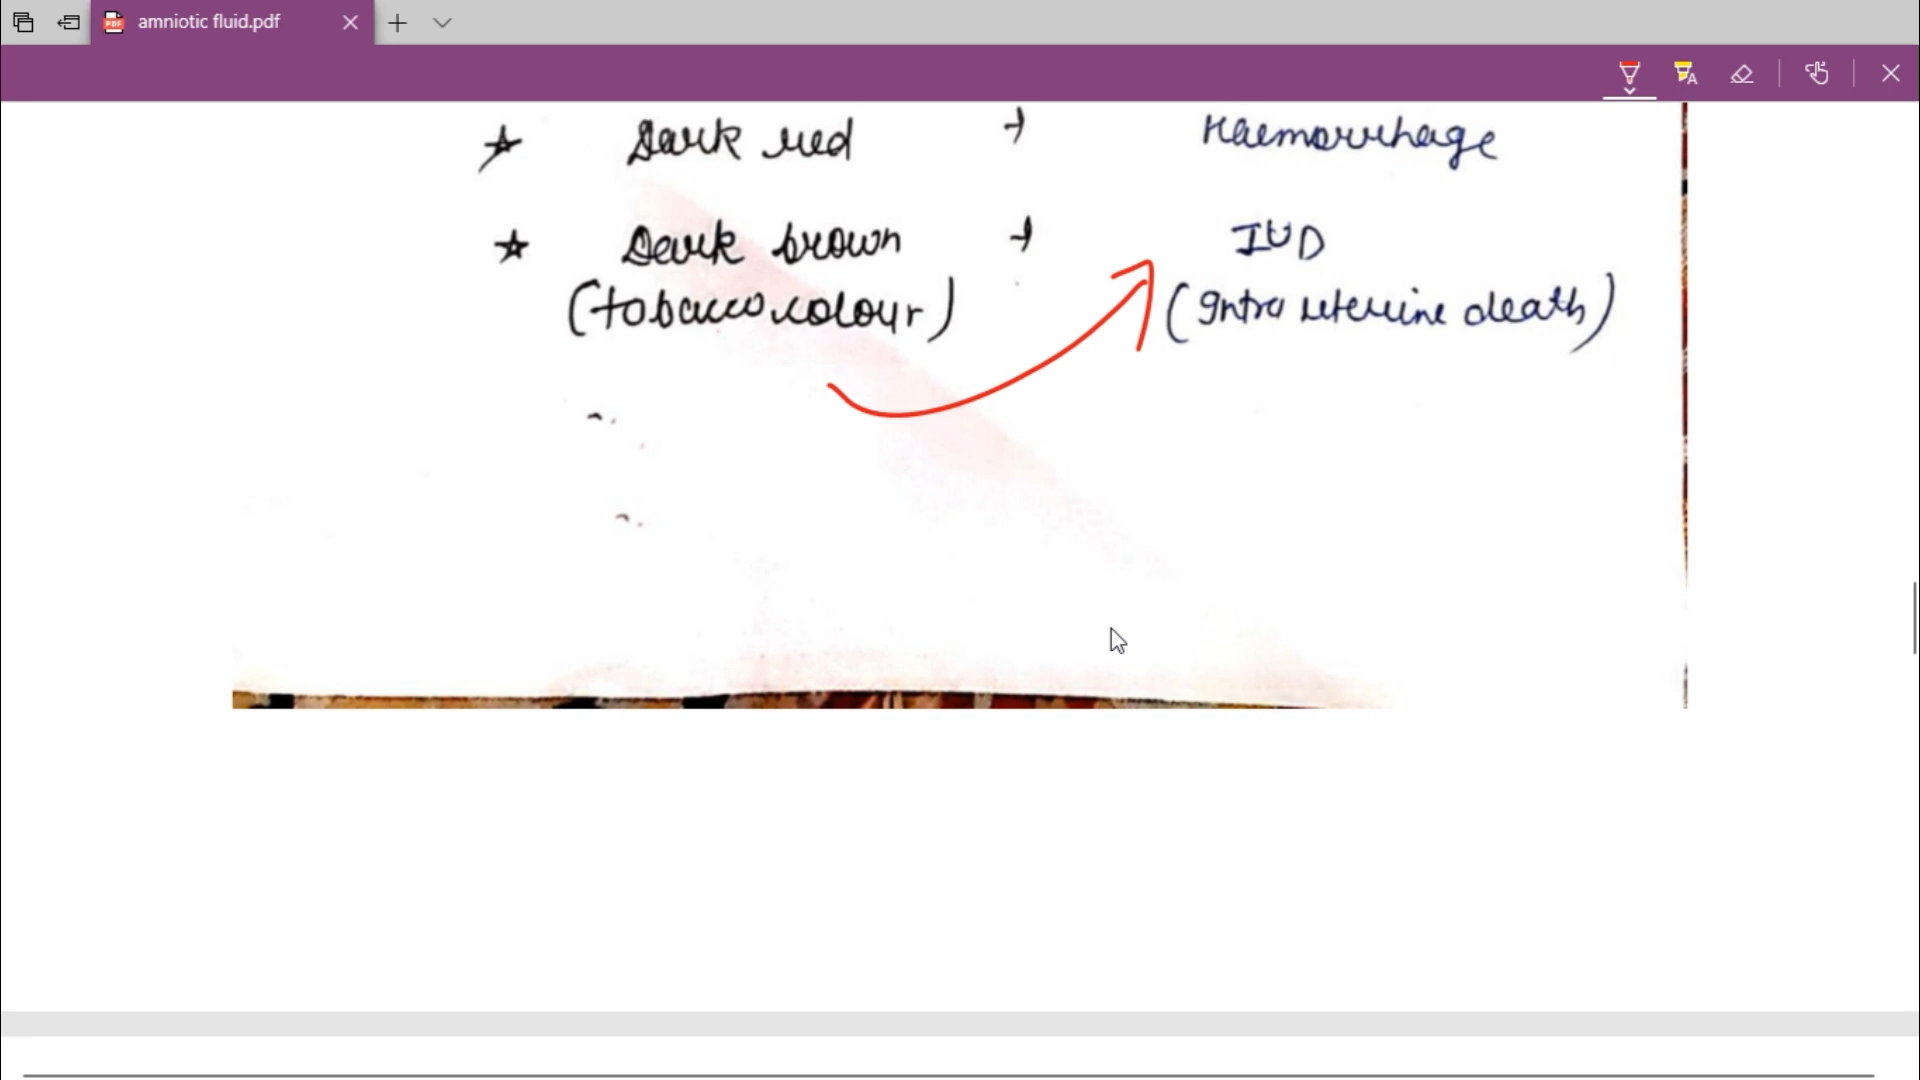 amniotic fluid.pdf
★ Dark red → Haemorrhage
★ Dark brown → IUD
(tobacco colour) (Intra uterine death)